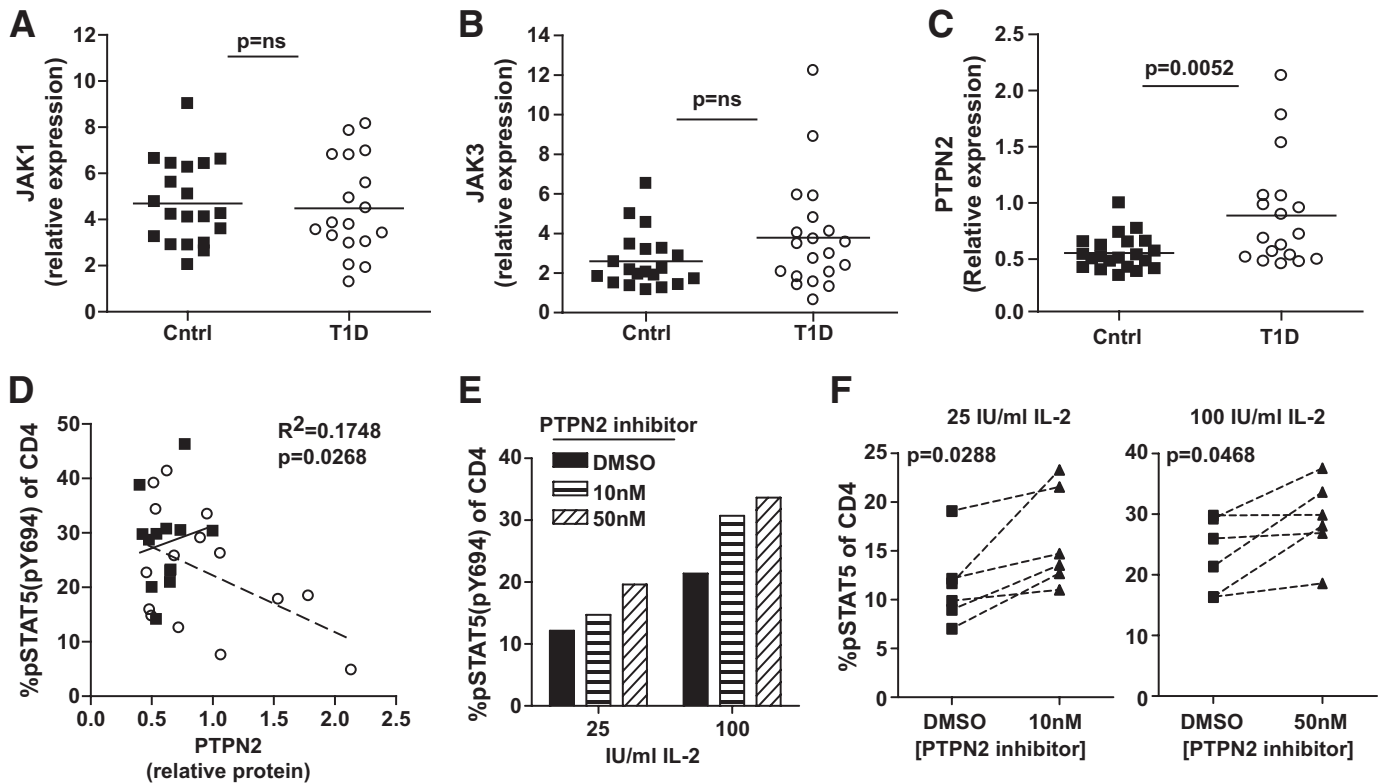 A
JAK1
(relative expression)
12
10
8
6
4
2
0
p=ns
Cntrl
T1D
B
JAK3
(relative expression)
14
12
10
8
6
4
2
0
p=ns
Cntrl
T1D
C
PTPN2
(Relative expression)
2.5
2.0
1.5
1.0
0.5
0.0
p=0.0052
Cntrl
T1D
D
%pSTAT5(pY694) of CD4
50
40
30
20
10
0
R2=0.1748
p=0.0268
0.0
0.5
1.0
1.5
2.0
2.5
PTPN2
(relative protein)
E
%pSTAT5(pY694) of CD4
PTPN2 inhibitor
DMSO
10nM
50nM
40
30
20
10
0
25
100
IU/ml IL-2
F
%pSTAT5 of CD4
25 IU/ml IL-2
p=0.0288
25
20
15
10
5
0
DMSO
10nM
[PTPN2 inhibitor]
100 IU/ml IL-2
p=0.0468
40
30
20
10
0
DMSO
50nM
[PTPN2 inhibitor]